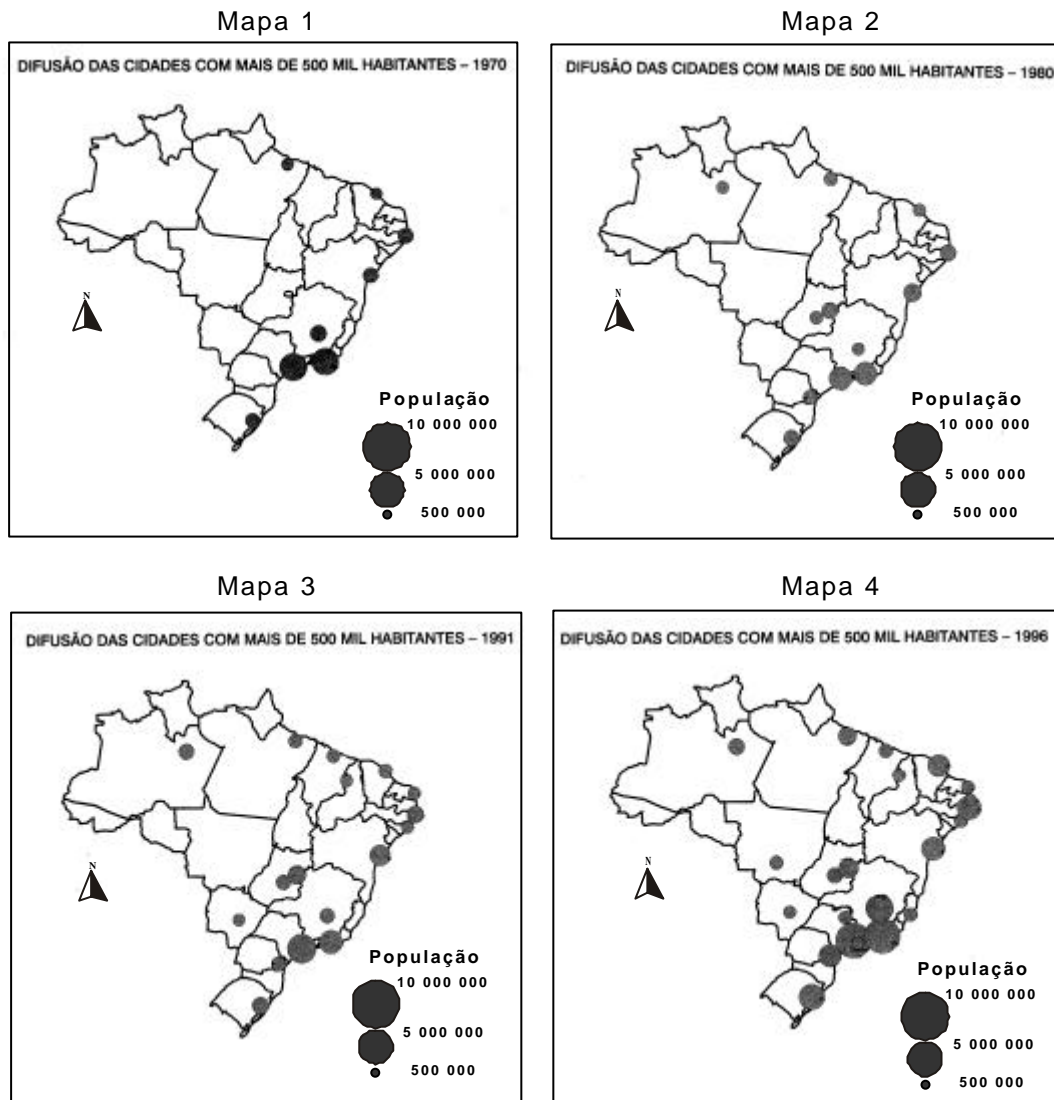 Mapa 1
DIFUSÃO DAS CIDADES COM MAIS DE 500 MIL HABITANTES – 1970
N
População
10 000 000
5 000 000
500 000
Mapa 2
DIFUSÃO DAS CIDADES COM MAIS DE 500 MIL HABITANTES – 1980
N
População
10 000 000
5 000 000
500 000
Mapa 3
DIFUSÃO DAS CIDADES COM MAIS DE 500 MIL HABITANTES – 1991
N
População
10 000 000
5 000 000
500 000
Mapa 4
DIFUSÃO DAS CIDADES COM MAIS DE 500 MIL HABITANTES – 1996
N
População
10 000 000
5 000 000
500 000